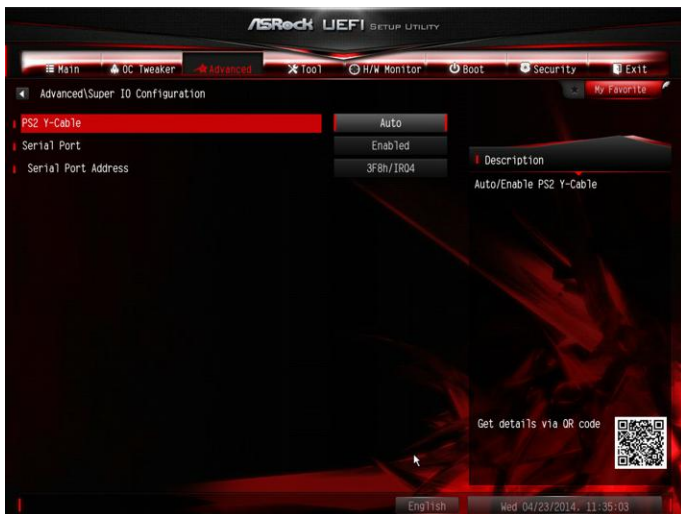 ASRock UEFI SETUP UTILITY
Main OC Tweaker Advanced Tool H/W Monitor Boot Security Exit
Advanced\Super IO Configuration
My Favorite
PS2 Y-Cable Auto
Serial Port Enabled
Serial Port Address 3F8h/IRQ4
Description
Auto/Enable PS2 Y-Cable
Get details via QR code
English
Wed 04/23/2014. 11:35:03